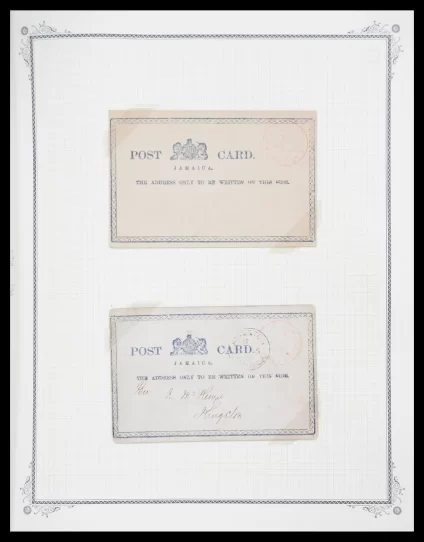 POST CARD.
JAMAICA.
THE ADDRESS ONLY TO BE WRITTEN ON THIS SIDE.
POST CARD.
JAMAICA.
THE ADDRESS ONLY TO BE WRITTEN ON THIS SIDE.
Kingston